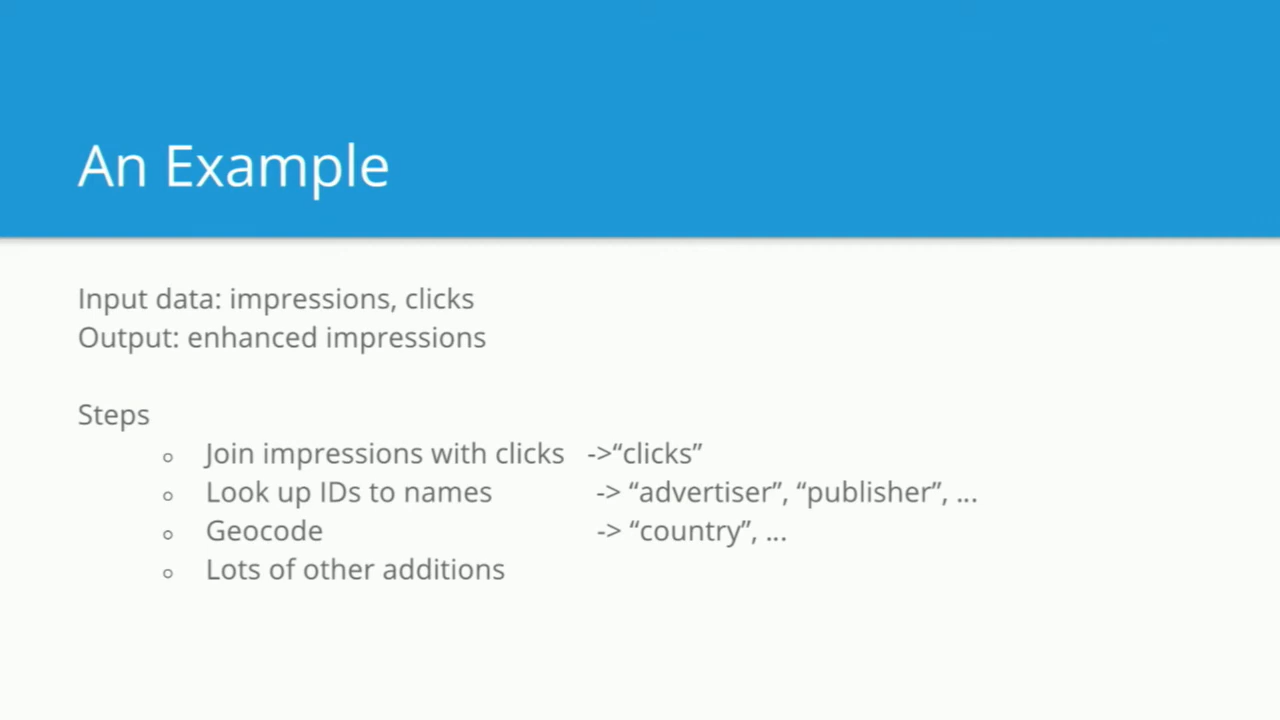 An Example
Input data: impressions, clicks
Output: enhanced impressions
Steps
○ Join impressions with clicks ->“clicks”
○ Look up IDs to names -> “advertiser”, “publisher”, ...
○ Geocode -> “country”, ...
○ Lots of other additions